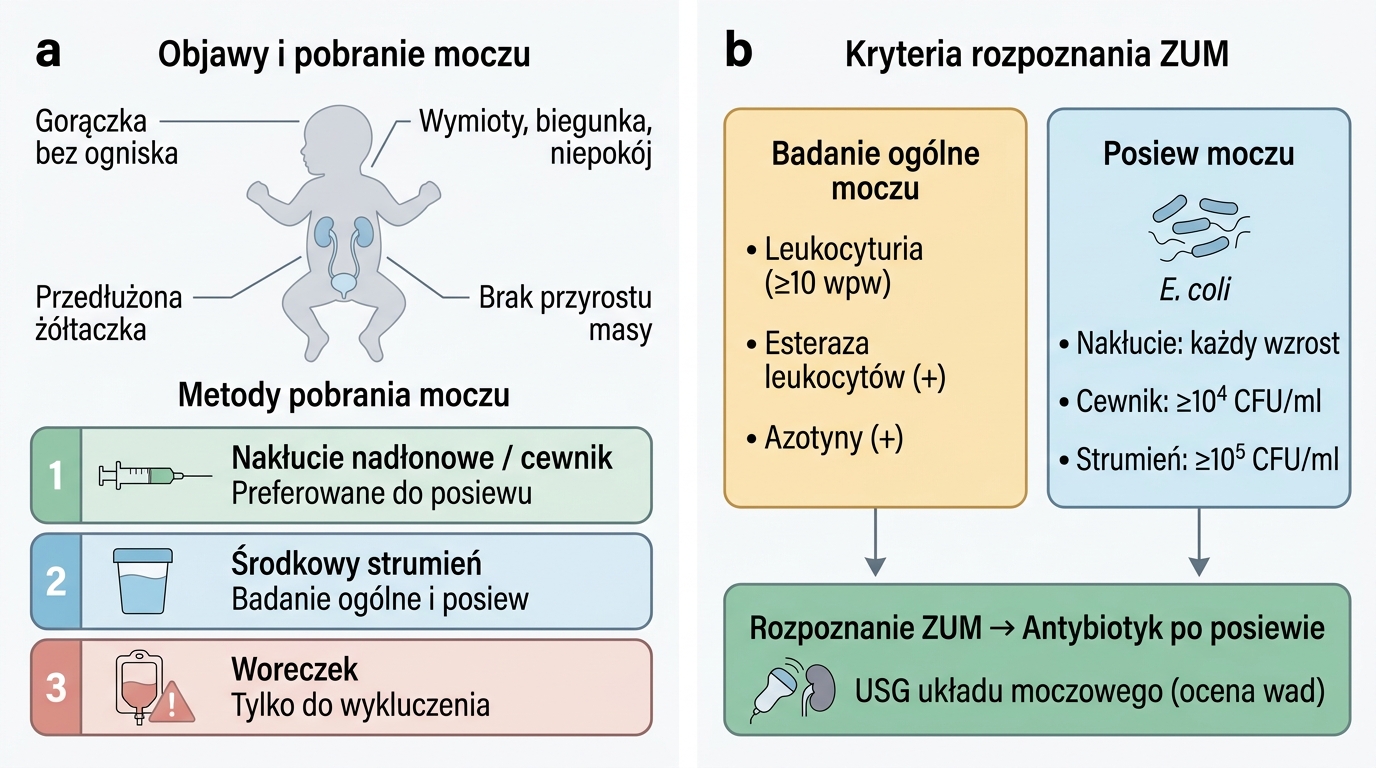 a
Objawy i pobranie moczu
Gorączka
bez ogniska
Wymioty, biegunka,
niepokój
Przedłużona
żółtaczka
Brak przyrostu
masy
Metody pobrania moczu
1
Nakłucie nadłonowe / cewnik
Preferowane do posiewu
2
Środkowy strumień
Badanie ogólne i posiew
3
!
Woreczek
Tylko do wykluczenia
b
Kryteria rozpoznania ZUM
Badanie ogólne
moczu
• Leukocyturia
(≥10 wpw)
• Esteraza
leukocytów (+)
• Azotyny (+)
Posiew moczu
E. coli
• Nakłucie: każdy wzrost
• Cewnik: ≥10⁴ CFU/ml
• Strumień: ≥10⁵ CFU/ml
Rozpoznanie ZUM → Antybiotyk po posiewie
USG układu moczowego (ocena wad)